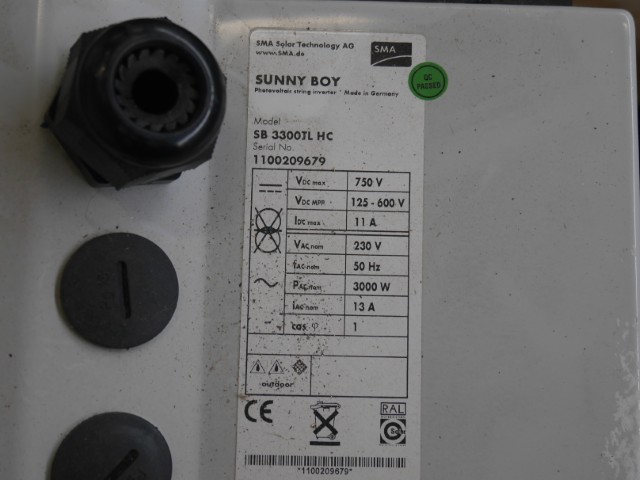 SMA Solar Technology AG
www.SMA.de
SMA
SUNNY BOY
Photovoltaic string inverter · Made in Germany
QC
PASSED
Model
SB 3300TL HC
Serial No.
1100209679
VDC max 750 V
VDC MPP 125 - 600 V
IDC max 11 A
VAC nom 230 V
fAC nom 50 Hz
PAC nom 3000 W
IAC nom 13 A
cos φ 1
outdoor
CE
RAL
Solar
*1100209679*